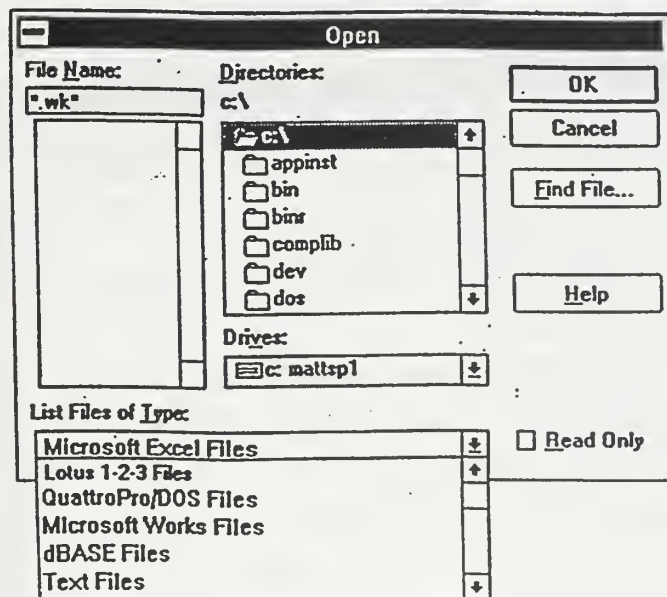 Open
File Name:
*.wk*
Directories:
c:\
c:\
appinst
bin
binr
complib
dev
dos
Drives:
c: mattsp1
OK
Cancel
Find File...
Help
Read Only
List Files of Type:
Microsoft Excel Files
Lotus 1-2-3 Files
QuattroPro/DOS Files
Microsoft Works Files
dBASE Files
Text Files